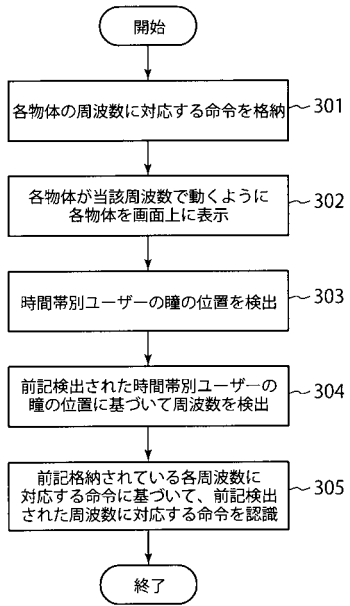 開始
各物体の周波数に対応する命令を格納
301
各物体が当該周波数で動くように
各物体を画面上に表示
302
時間帯別ユーザーの瞳の位置を検出
303
前記検出された時間帯別ユーザーの
瞳の位置に基づいて周波数を検出
304
前記格納されている各周波数に
対応する命令に基づいて、前記検出
された周波数に対応する命令を認識
305
終了